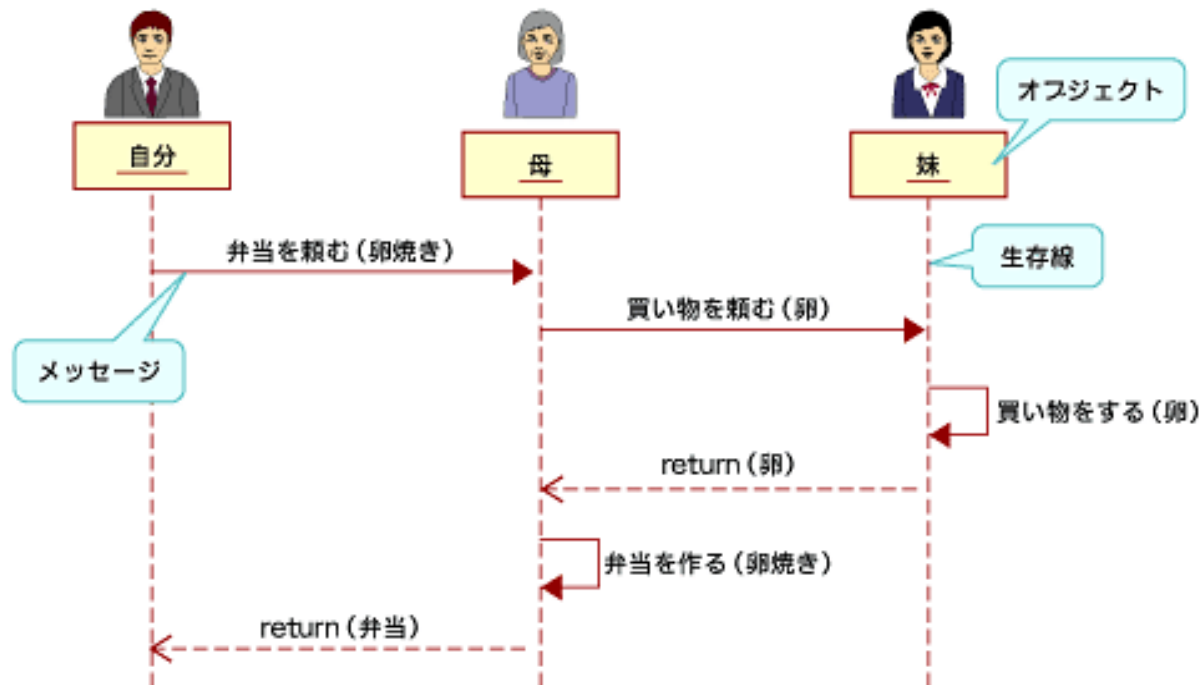 オブジェクト
自分
母
妹
弁当を頼む(卵焼き)
生存線
買い物を頼む(卵)
メッセージ
買い物をする(卵)
return(卵)
弁当を作る(卵焼き)
return(弁当)